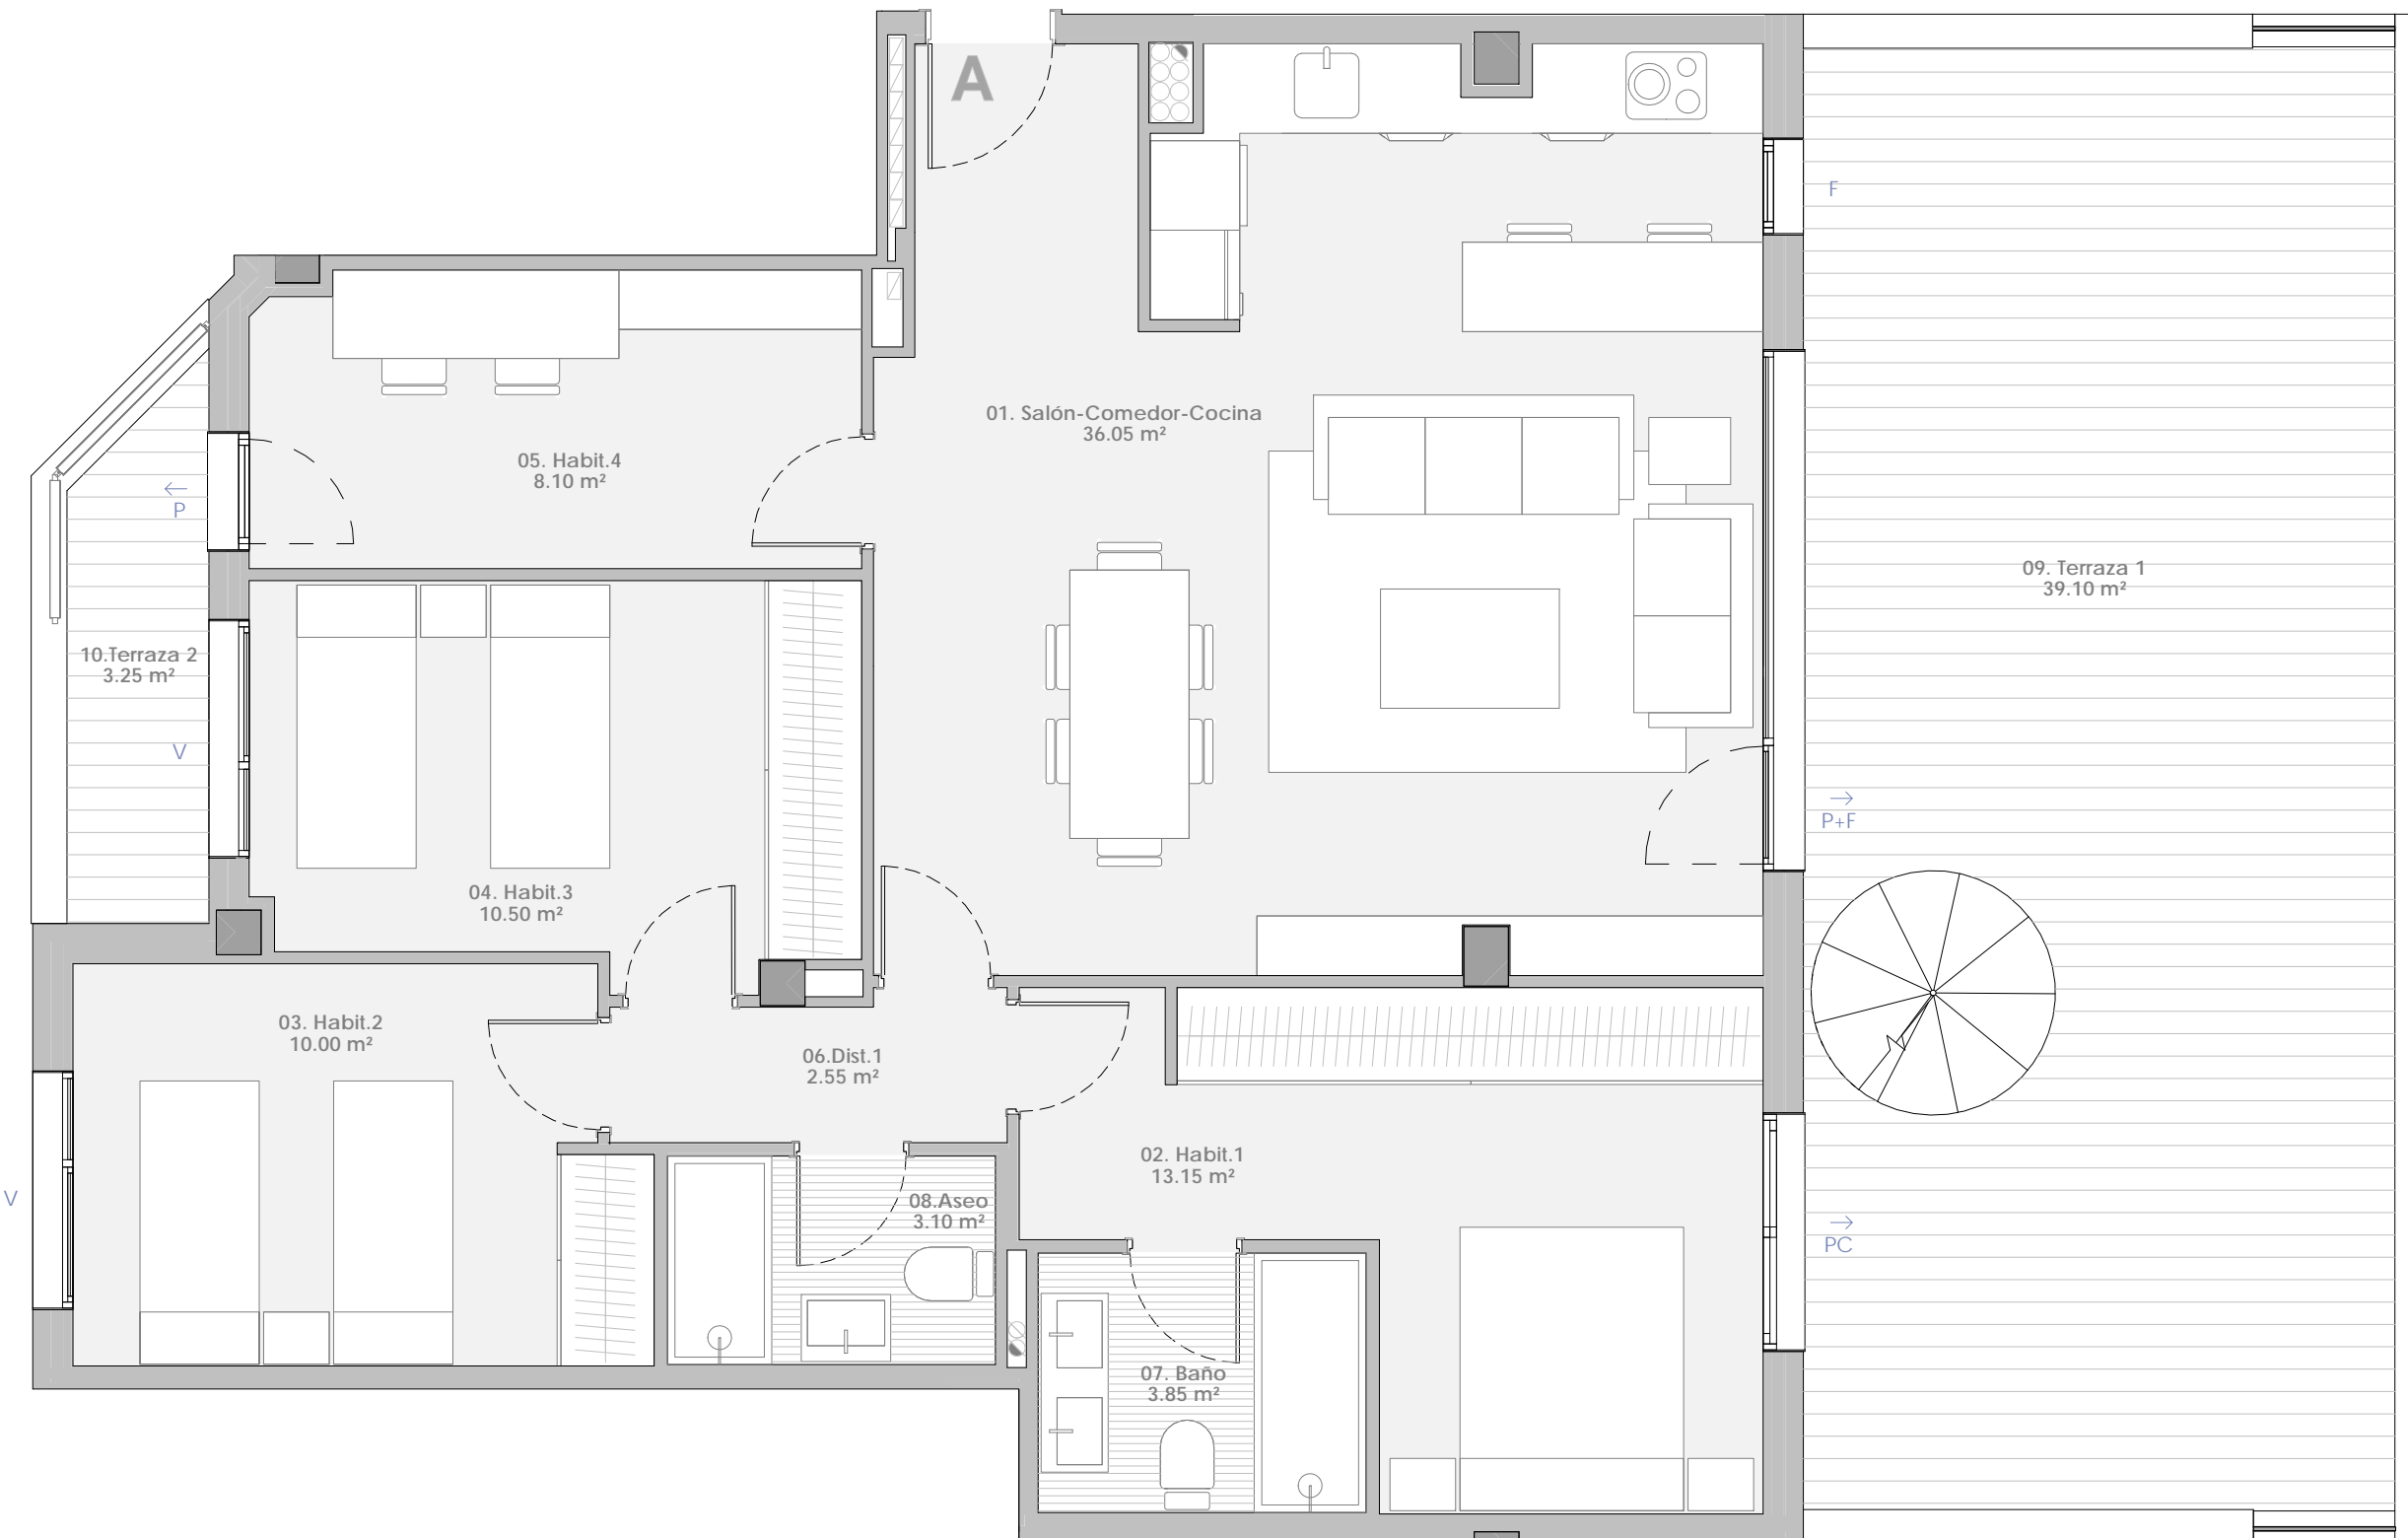 A
F
01. Salón-Comedor-Cocina
36.05 m²
05. Habit.4
8.10 m²
P
09. Terraza 1
39.10 m²
10.Terraza 2
3.25 m²
V
P+F
04. Habit.3
10.50 m²
03. Habit.2
10.00 m²
06.Dist.1
2.55 m²
02. Habit.1
13.15 m²
V
08.Aseo
3.10 m²
PC
07. Baño
3.85 m²